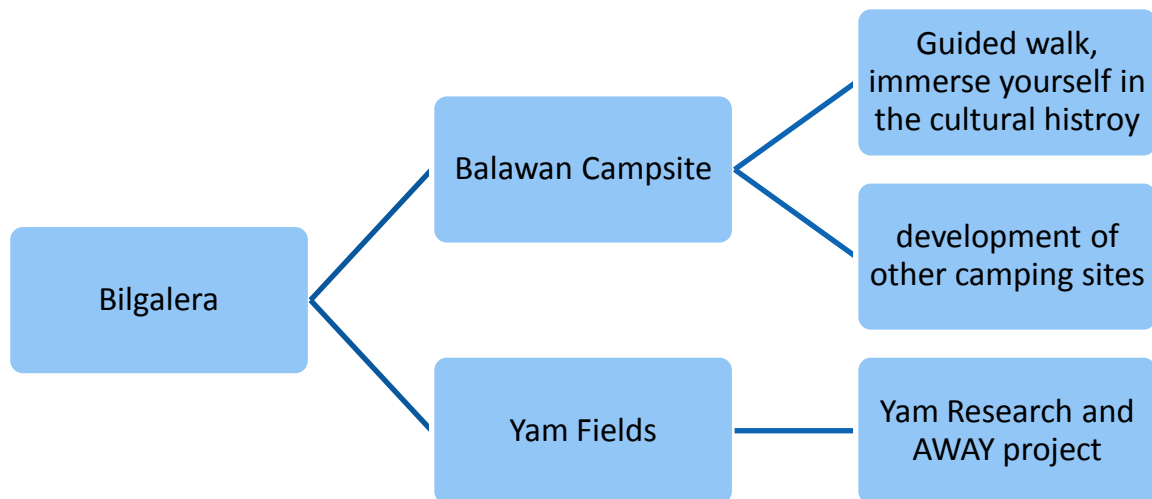 Bilgalera
Balawan Campsite
Guided walk,
immerse yourself in
the cultural histroy
development of
other camping sites
Yam Fields
Yam Research and
AWAY project